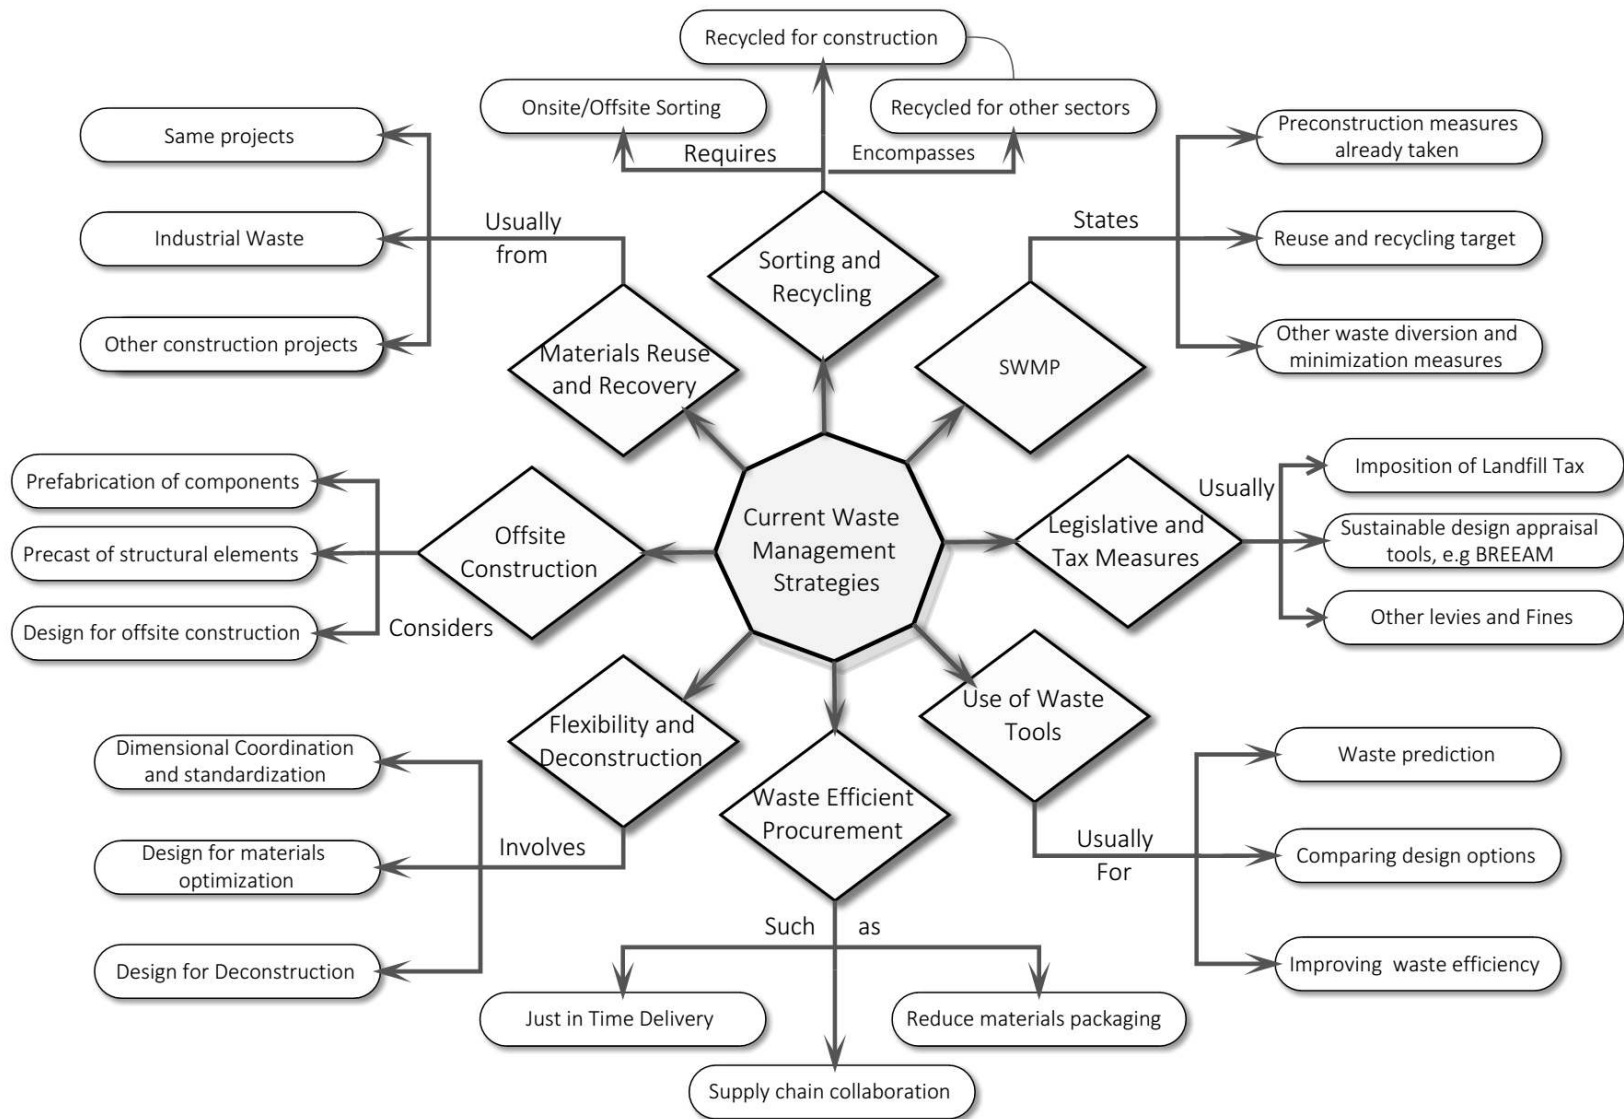 Recycled for construction
Onsite/Offsite Sorting
Recycled for other sectors
Requires
Encompasses
Sorting and
Recycling
Same projects
Industrial Waste
Other construction projects
Usually
from
Materials Reuse
and Recovery
Preconstruction measures
already taken
Reuse and recycling target
Other waste diversion and
minimization measures
States
SWMP
Current Waste
Management
Strategies
Prefabrication of components
Precast of structural elements
Design for offsite construction
Considers
Offsite
Construction
Legislative and
Tax Measures
Usually
Imposition of Landfill Tax
Sustainable design appraisal
tools, e.g BREEAM
Other levies and Fines
Flexibility and
Deconstruction
Involves
Dimensional Coordination
and standardization
Design for materials
optimization
Design for Deconstruction
Waste Efficient
Procurement
Such as
Just in Time Delivery
Reduce materials packaging
Supply chain collaboration
Use of Waste
Tools
Usually
For
Waste prediction
Comparing design options
Improving waste efficiency